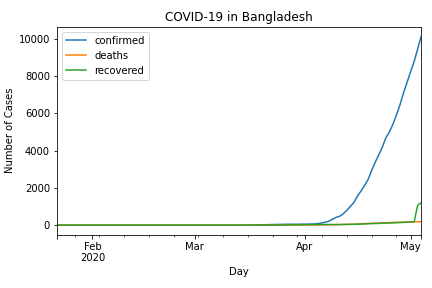 COVID-19 in Bangladesh
confirmed
deaths
recovered
10000
8000
6000
4000
2000
0
Number of Cases
Feb
2020
Mar
Apr
May
Day